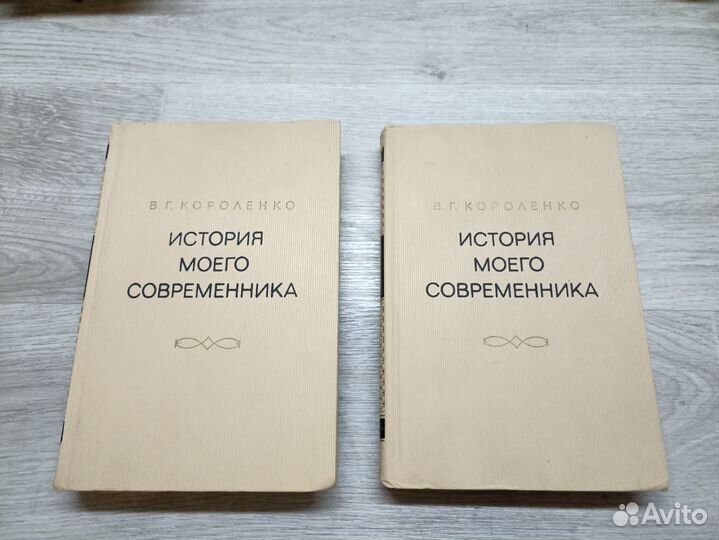 В. Г. КОРОЛЕНКО
ИСТОРИЯ
МОЕГО
СОВРЕМЕННИКА
В. Г. КОРОЛЕНКО
ИСТОРИЯ
МОЕГО
СОВРЕМЕННИКА
Avito